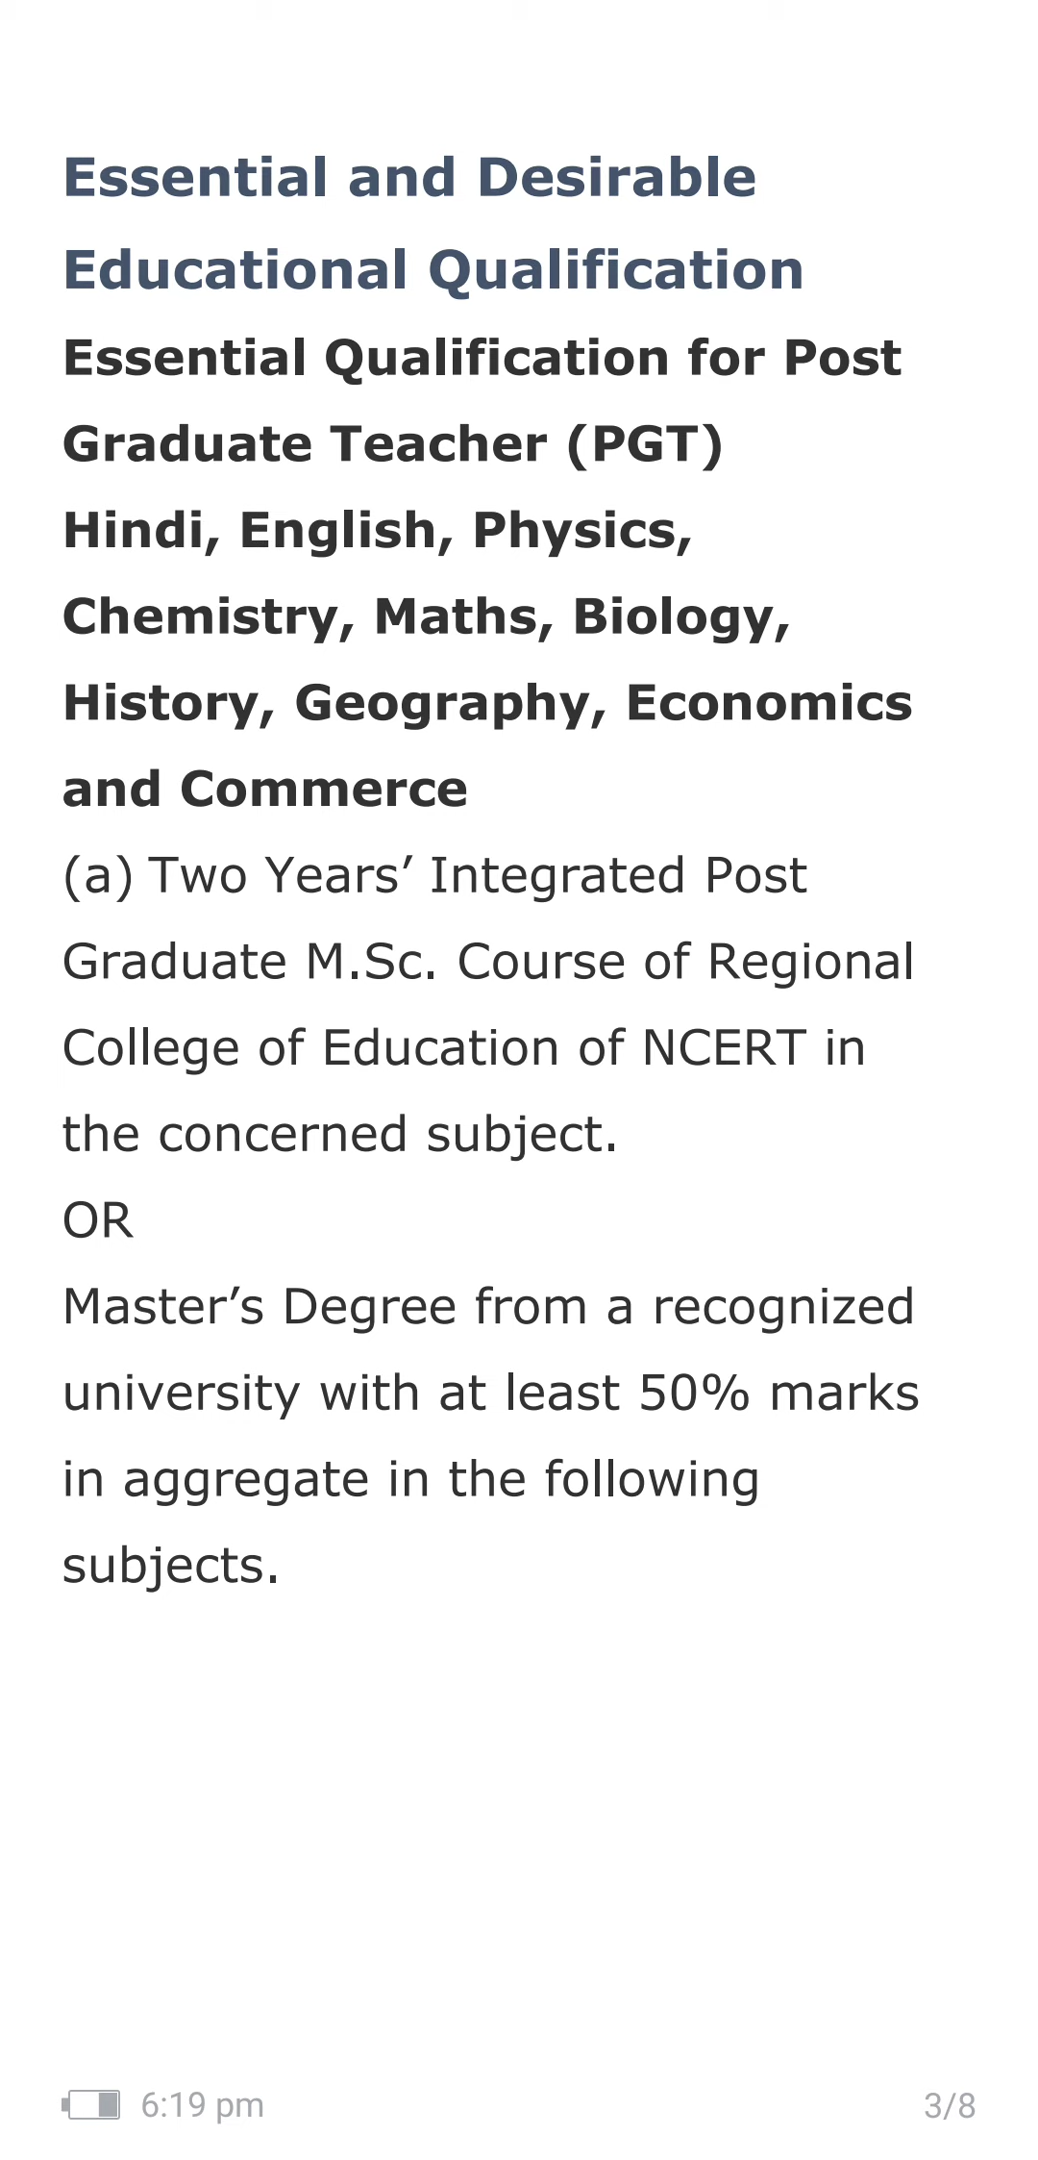 Essential and Desirable
Educational Qualification
Essential Qualification for Post
Graduate Teacher (PGT)
Hindi, English, Physics,
Chemistry, Maths, Biology,
History, Geography, Economics
and Commerce
(a) Two Years’ Integrated Post
Graduate M.Sc. Course of Regional
College of Education of NCERT in
the concerned subject.
OR
Master’s Degree from a recognized
university with at least 50% marks
in aggregate in the following
subjects.
6:19 pm
3/8